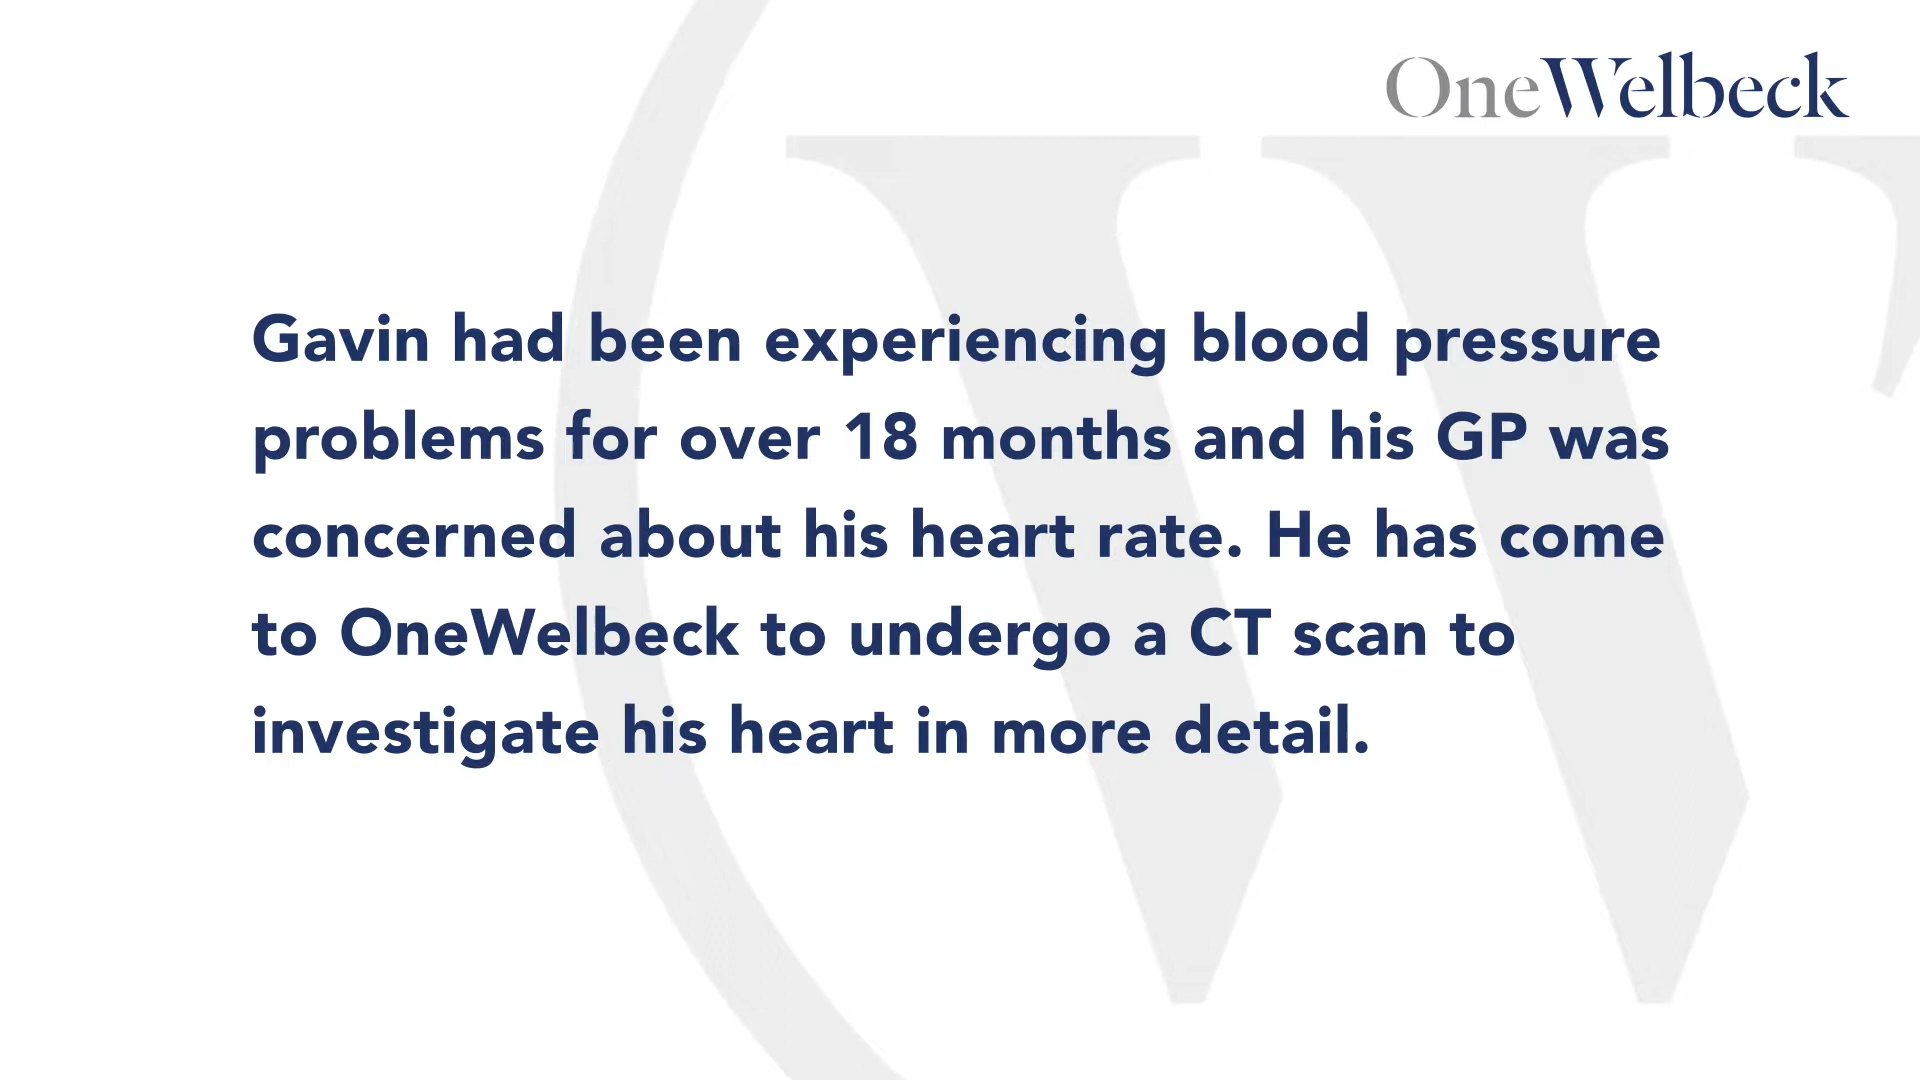 OneWelbeck
Gavin had been experiencing blood pressure
problems for over 18 months and his GP was
concerned about his heart rate. He has come
to OneWelbeck to undergo a CT scan to
investigate his heart in more detail.